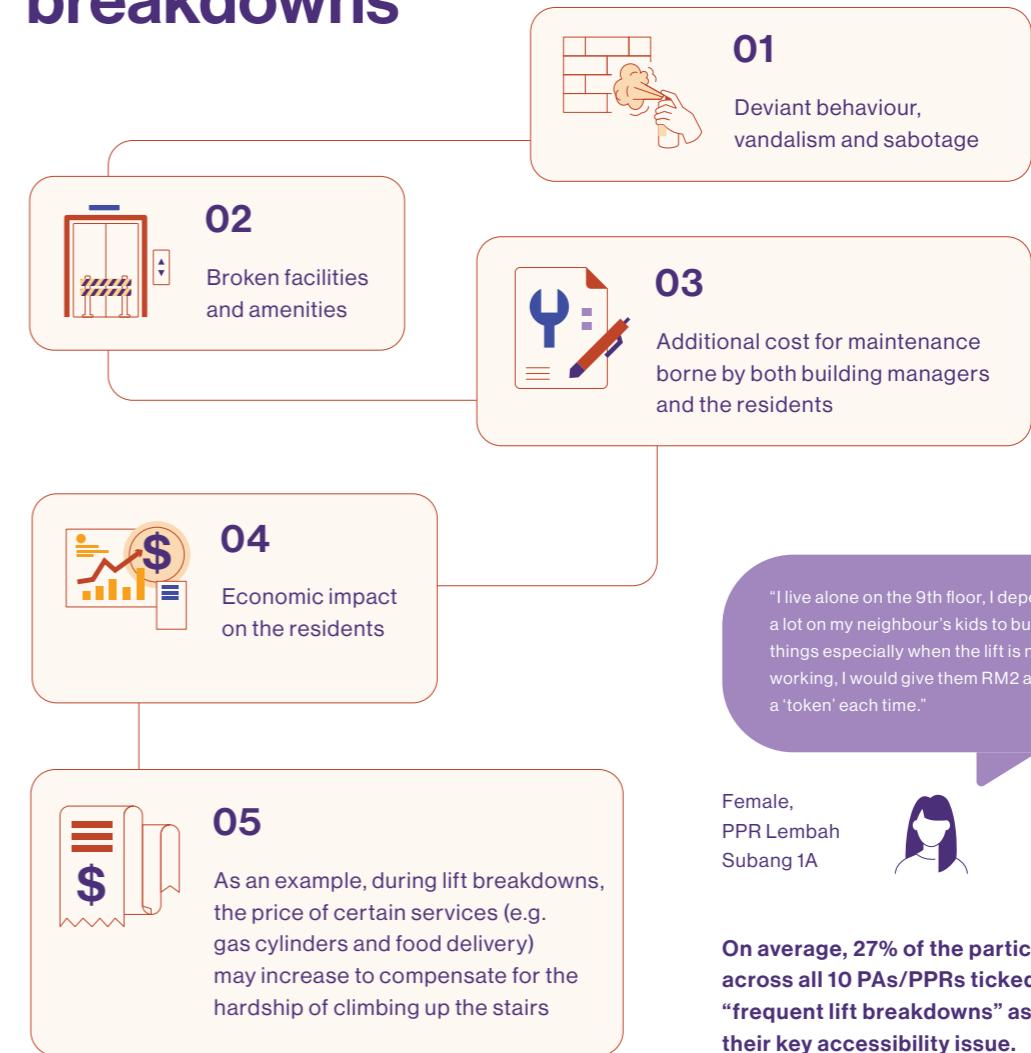 breakdowns
01
Deviant behaviour,
vandalism and sabotage
02
Broken facilities
and amenities
03
Additional cost for maintenance
borne by both building managers
and the residents
04
Economic impact
on the residents
05
As an example, during lift breakdowns,
the price of certain services (e.g.
gas cylinders and food delivery)
may increase to compensate for the
hardship of climbing up the stairs
“I live alone on the 9th floor, I
a lot on my neighbour’s kids to
things especially when the lift is
working, I would give them RM2
a ‘token’ each time.”
Female,
PPR Lembah
Subang 1A
On average, 27% of the
across all 10 PAs/PPRs ticked
“frequent lift breakdowns” as
their key accessibility issue.